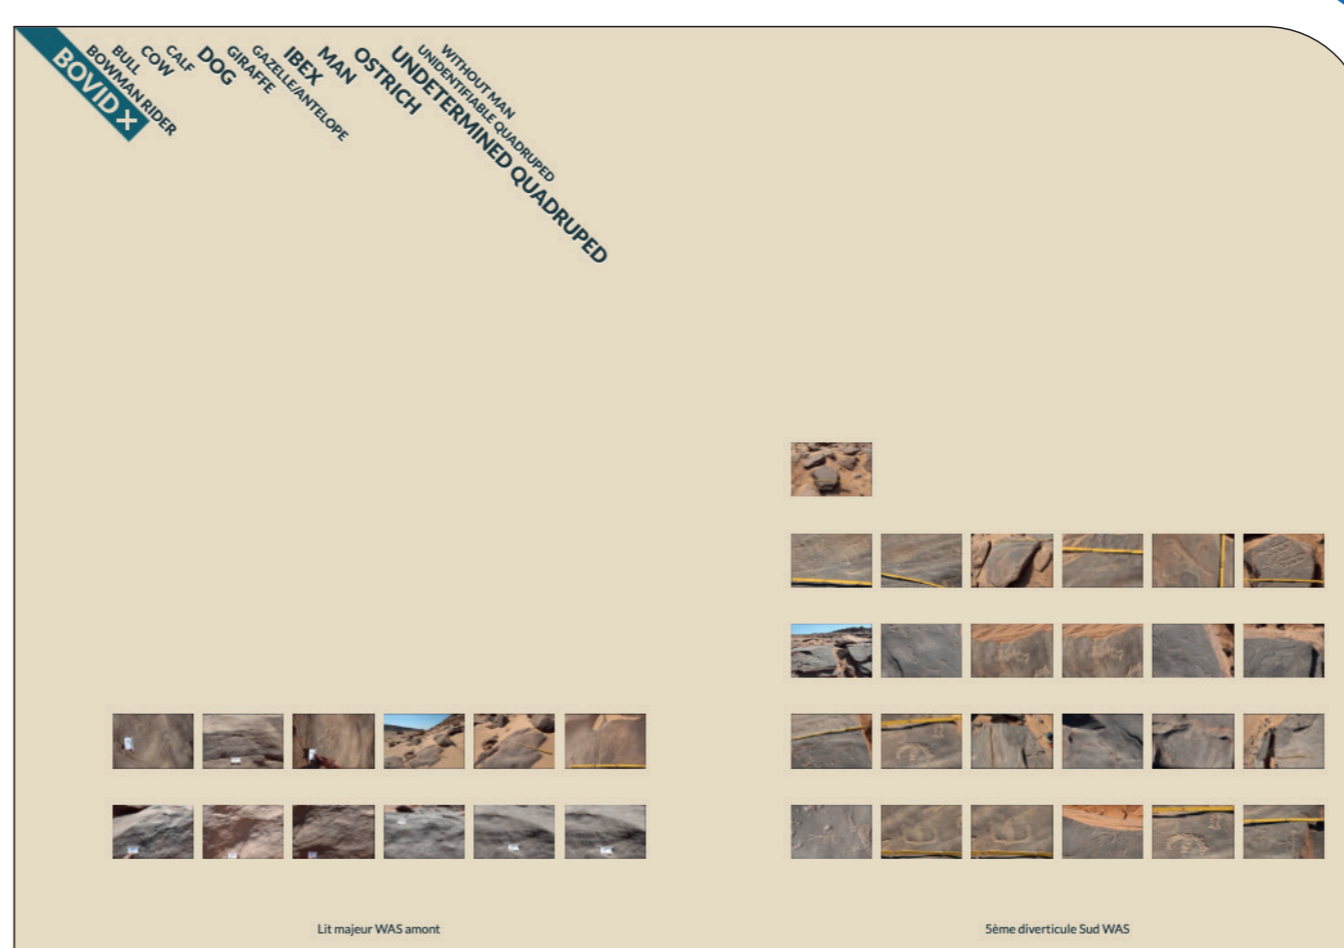 BOVID ×
BOWMAN RIDER
BULL
COW
CALF
DOG
GIRAFFE
GAZELLE/ANTELOPE
IBEX
MAN
OSTRICH
UNDETERMINED QUADRUPED
UNIDENTIFIABLE QUADRUPED
WITHOUT MAN
Lit majeur WAS amont
5ème diverticule Sud WAS